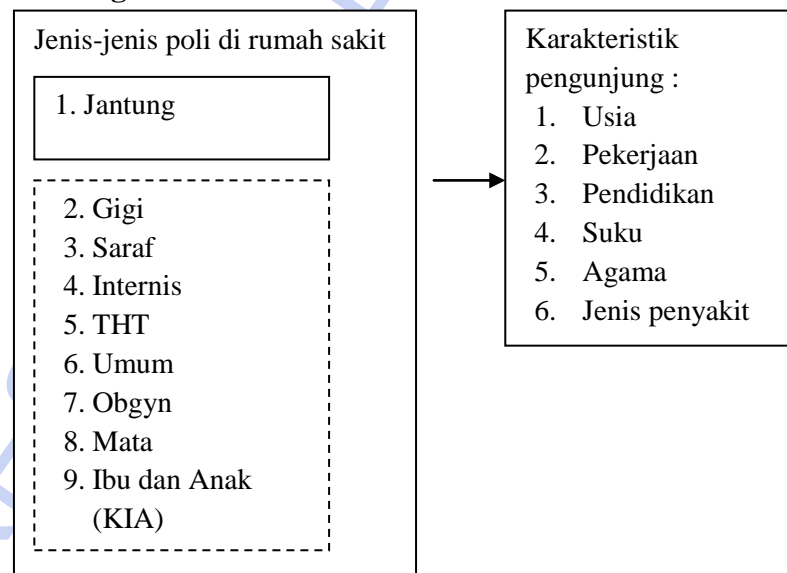 Jenis-jenis poli di rumah sakit
1. Jantung
2. Gigi
3. Saraf
4. Internis
5. THT
6. Umum
7. Obgyn
8. Mata
9. Ibu dan Anak
(KIA)
Karakteristik
pengunjung :
1. Usia
2. Pekerjaan
3. Pendidikan
4. Suku
5. Agama
6. Jenis penyakit